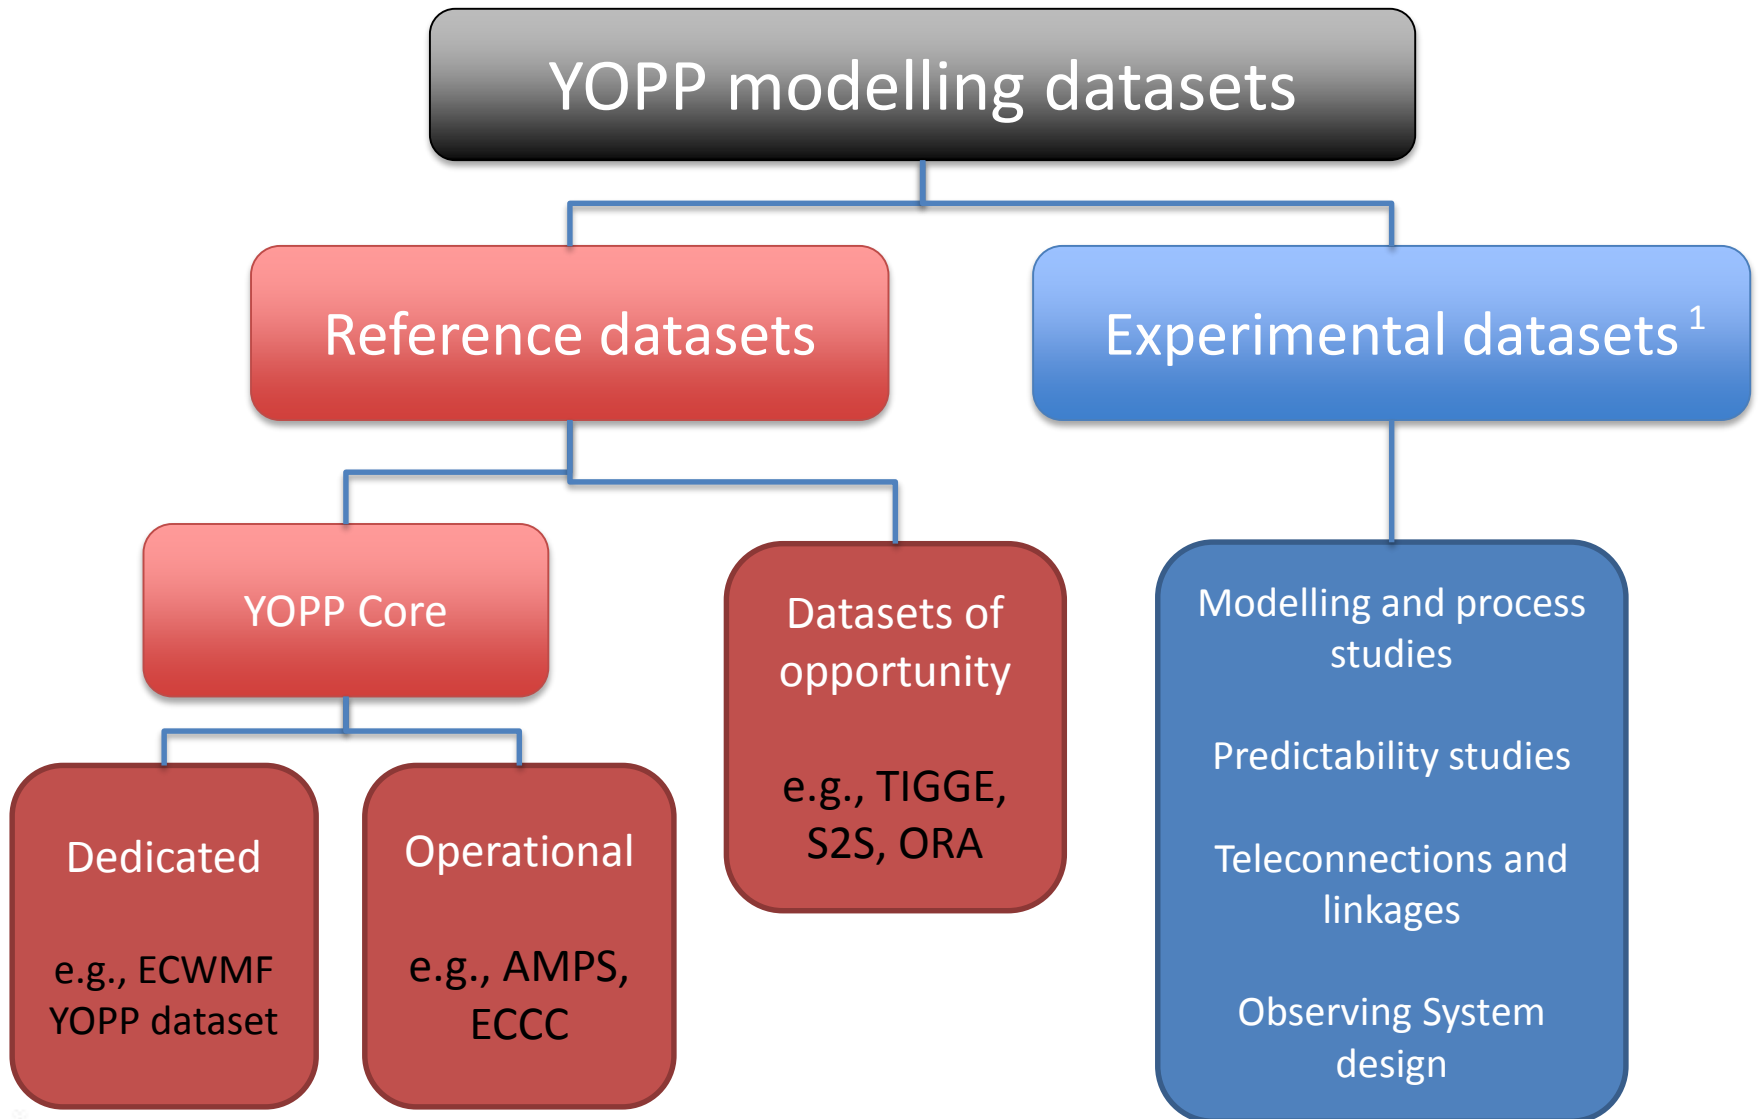 YOPP modelling datasets
Reference datasets
Experimental datasets 1
YOPP Core
Datasets of
opportunity
e.g., TIGGE,
S2S, ORA
Modelling and process
studies
Predictability studies
Teleconnections and
linkages
Observing System
design
Dedicated
e.g., ECWMF
YOPP dataset
Operational
e.g., AMPS,
ECCC